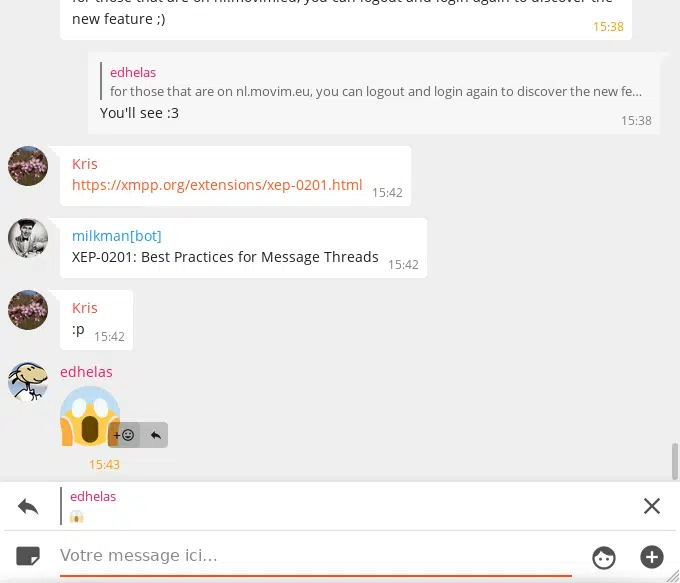 for those that are on nl.movim.eu, you can logout and login again to discover the
new feature ;)
15:38
edhelas
for those that are on nl.movim.eu, you can logout and login again to discover the new fe...
You'll see :3
15:38
Kris
https://xmpp.org/extensions/xep-0201.html
15:42
milkman[bot]
XEP-0201: Best Practices for Message Threads
15:42
Kris
:p
15:42
edhelas
15:43
edhelas
Votre message ici...